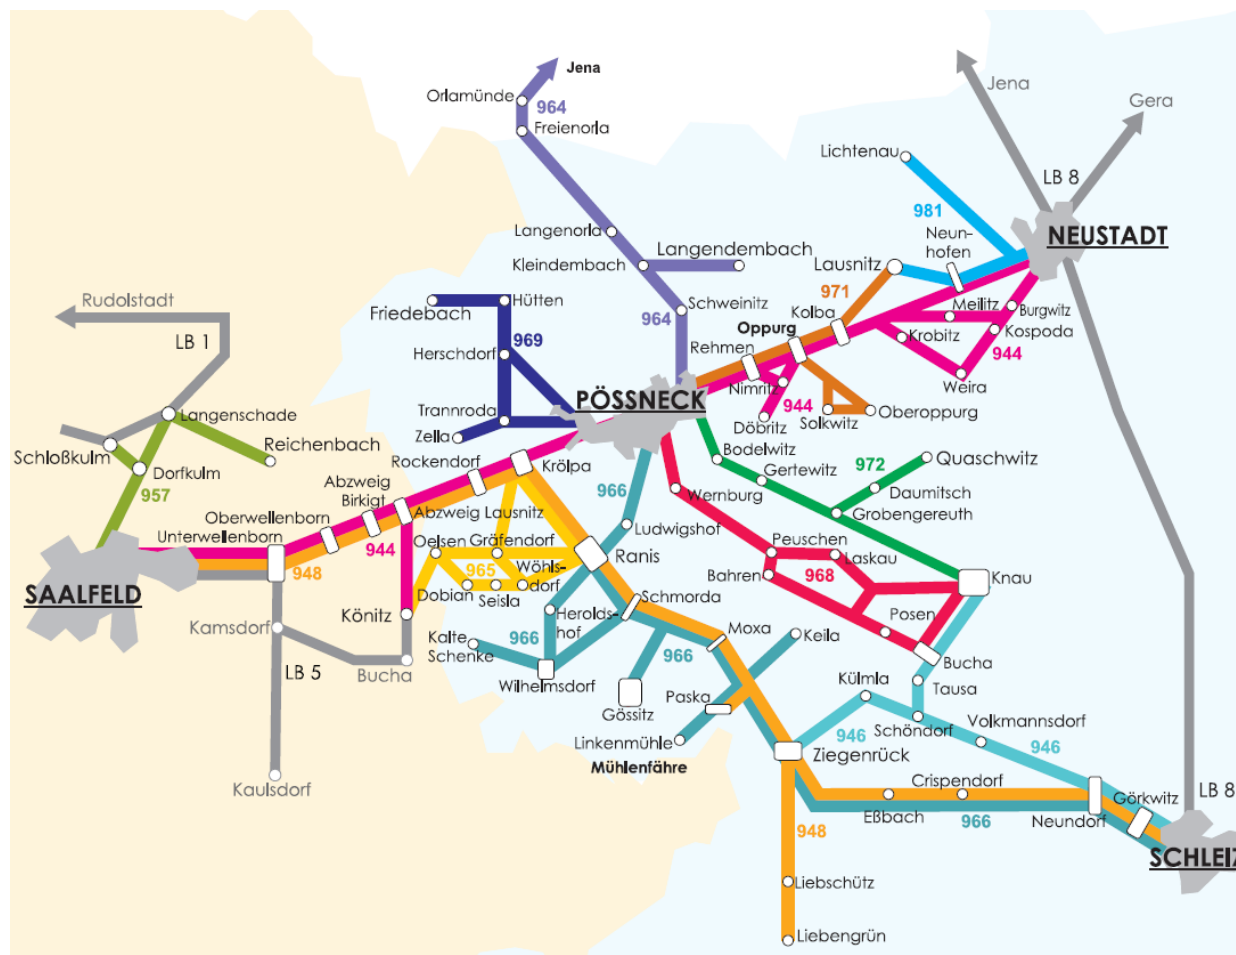 Jena
Orlamünde
964
Freienorla
Jena
Gera
Lichtenau
LB 8
981
Neun-
hofen
NEUSTADT
Langenorla
Langendembach
Kleindembach
Lausnitz
971
Rudolstadt
LB 1
Friedebach
Hütten
Schweinitz
964
Kolba
Meilitz
Burgwitz
Oppurg
Krobitz
Kospoda
Herschdorf
969
Rehmen
944
Weira
Nimritz
PÖSSNECK
944
Langenschade
Trannroda
Döbritz
Solkwitz
Oberoppurg
Zella
Reichenbach
Bodelwitz
Schloßkulm
Dorfkulm
Rockendorf
Krölpa
Gertewitz
972
Quaschwitz
957
Abzweig
Birkigt
966
Wernburg
Daumitsch
Oberwellenborn
Abzweig Lausnitz
Grobengereuth
Unterwellenborn
Ludwigshof
944
Oelsen
Gräfendorf
Ranis
Peuschen
Laskau
948
965
Wöhls-
dorf
Bahren
968
Knau
SAALFELD
Dobian
Seisla
Schmorda
Posen
Königtz
Herolds-
hof
Kamsdorf
Kalte
Schenke
966
966
Moxa
Keila
Bucha
LB 5
Bucha
Wilhelmsdorf
Gössitz
Paska
Külmla
Tausa
Schöndorf
Volkmannsdorf
Linkenmühle
946
946
Mühlenfähre
Ziegenrück
Kaulsdorf
Crispendorf
Görkwitz
LB 8
Eßbach
966
Neundorf
948
SCHLEIZ
Liebschütz
Liebengrün